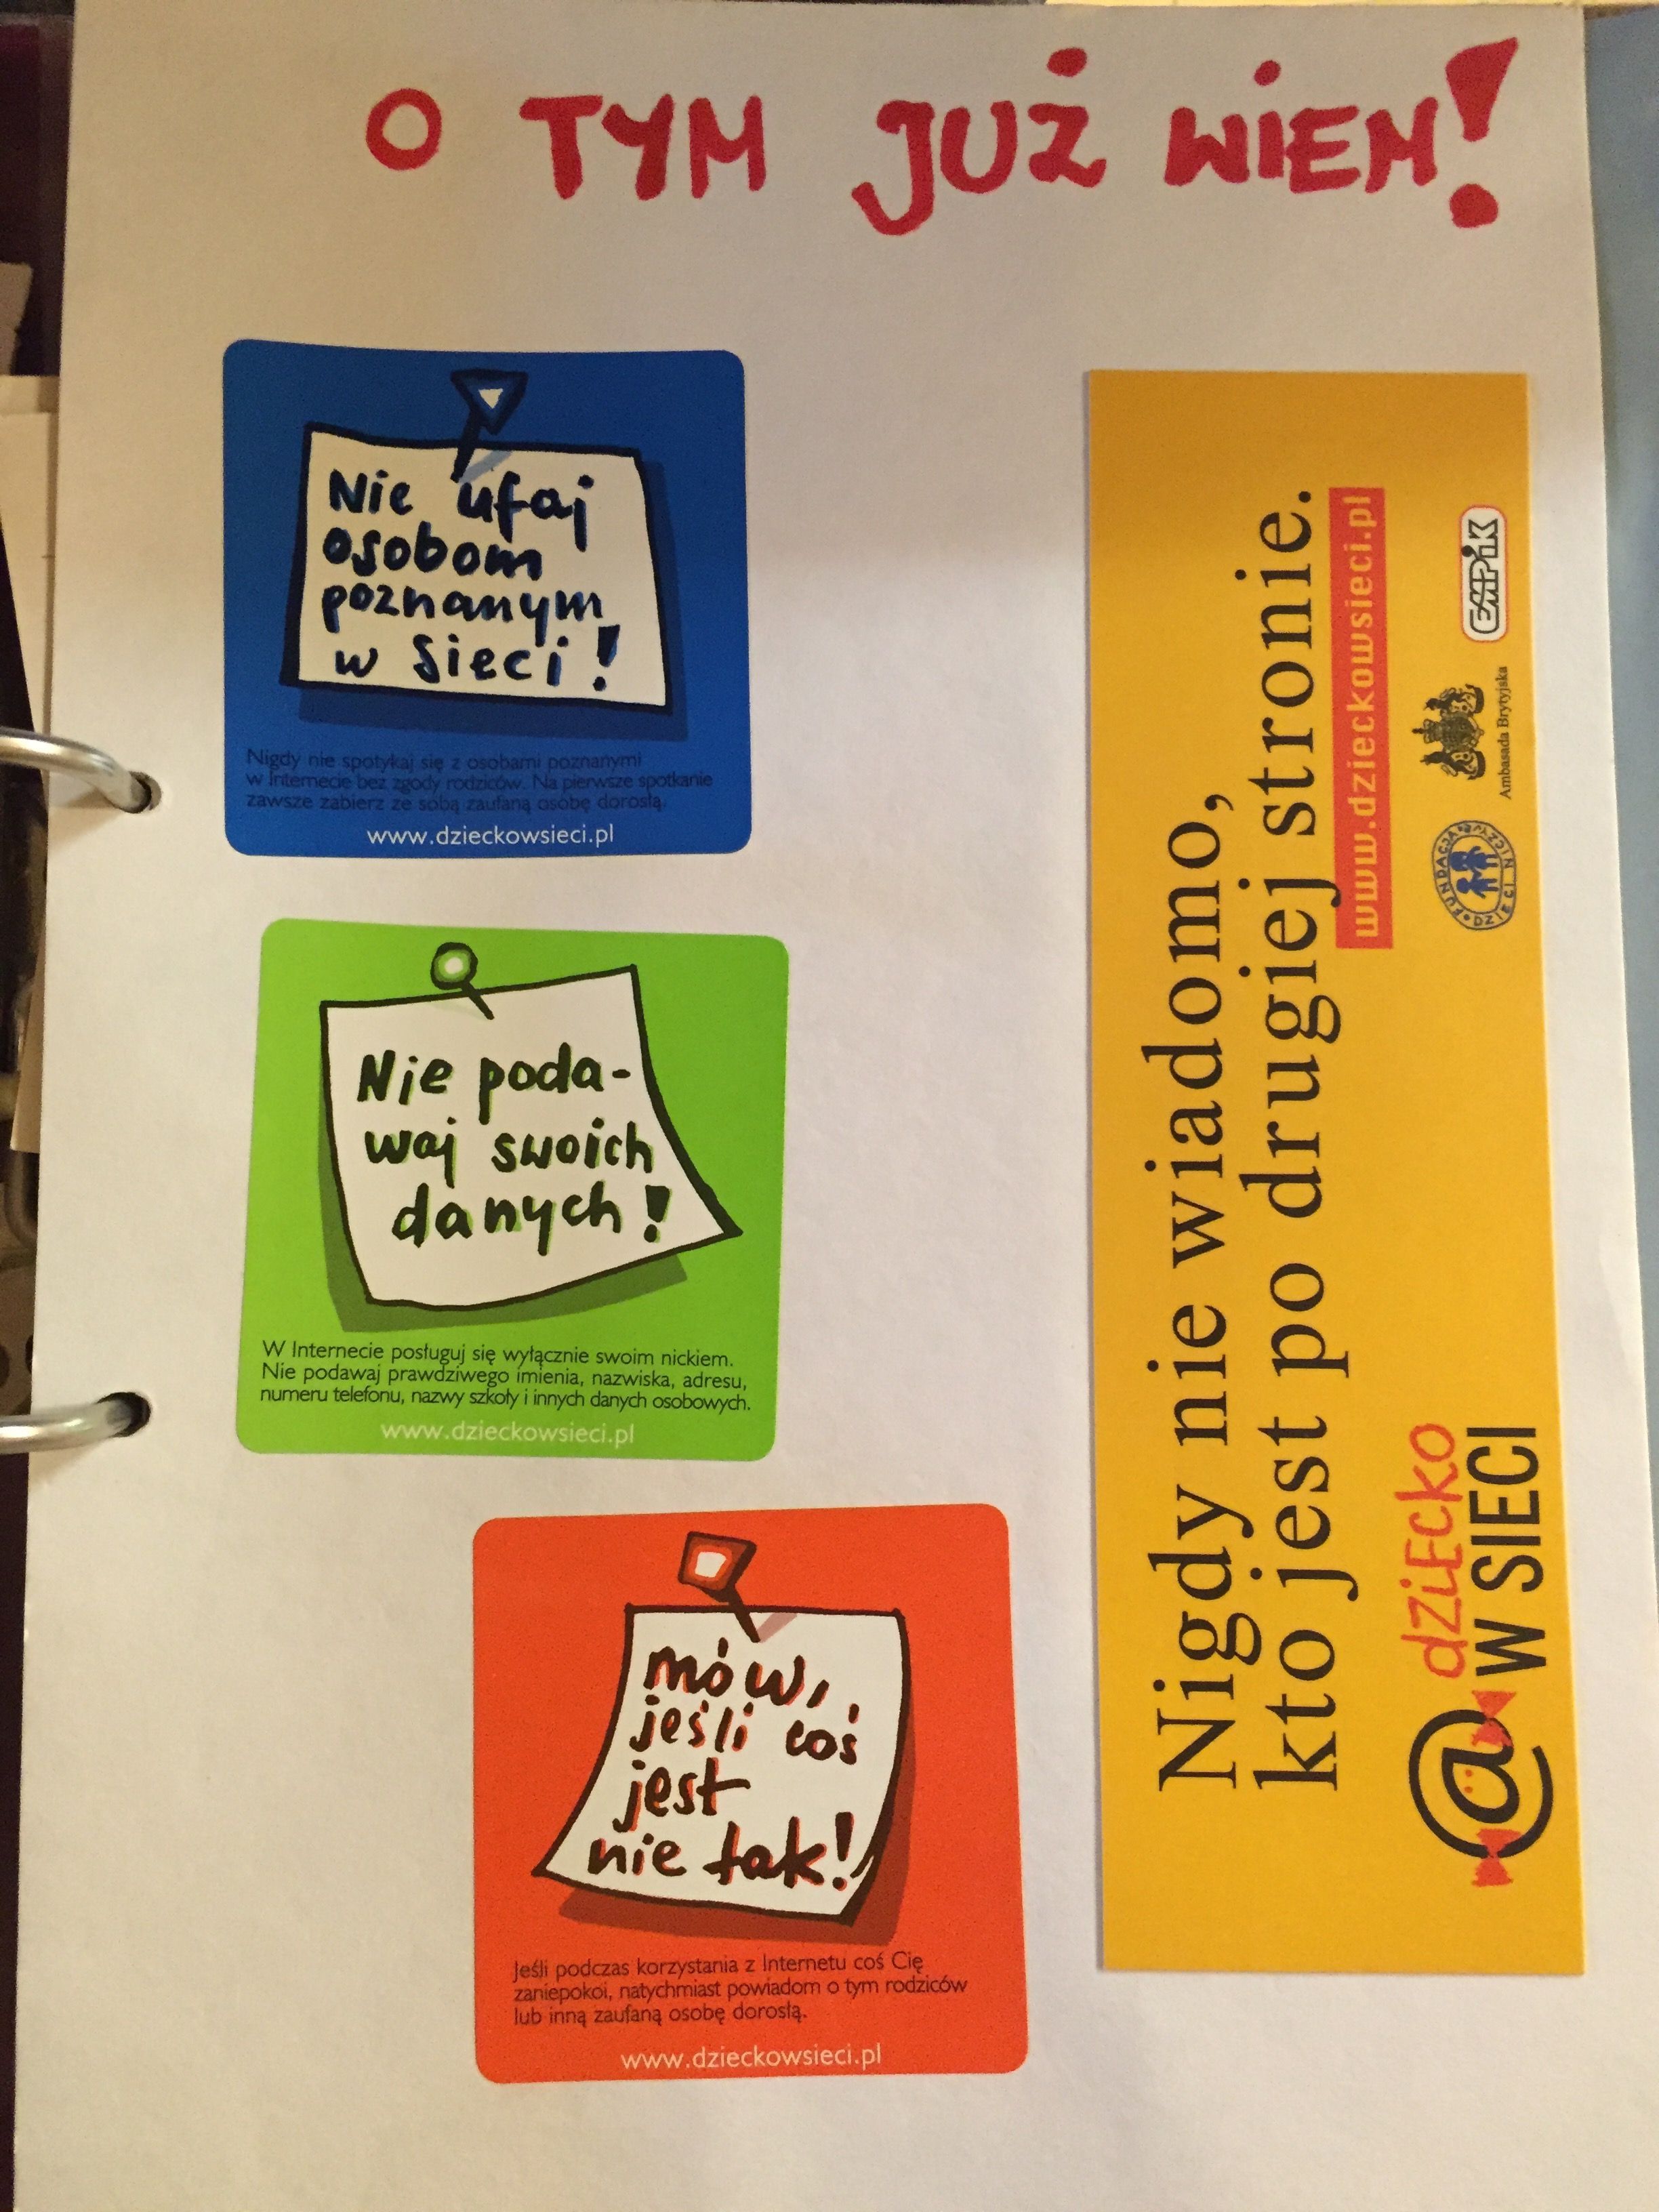 O TYM JUŻ WIEM!
Nie ufaj
osobom
poznanym
w sieci!
Nigdy nie spotykaj się z osobami poznanymi
w Internecie bez zgody rodziców. Na pierwsze spotkanie
zawsze zabierz ze sobą zaufaną osobę dorosłą.
www.dzieckowsieci.pl
Nie poda-
waj swoich
danych!
W Internecie posługuj się wyłącznie swoim nickiem.
Nie podawaj prawdziwego imienia, nazwiska, adresu,
numeru telefonu, nazwy szkoły i innych danych osobowych.
www.dzieckowsieci.pl
mów,
jeśli coś
jest
nie tak!
Jeśli podczas korzystania z Internetu coś Cię
zaniepokoi, natychmiast powiadom o tym rodziców
lub inną zaufaną osobę dorosłą.
www.dzieckowsieci.pl
Nigdy nie wiadomo,
kto jest po drugiej stronie.
www.dzieckowsieci.pl
@ dziecko
W SIECI
FUNDACJA DZIECI NICZYJE
Ambasada Brytyjska
EMPiK